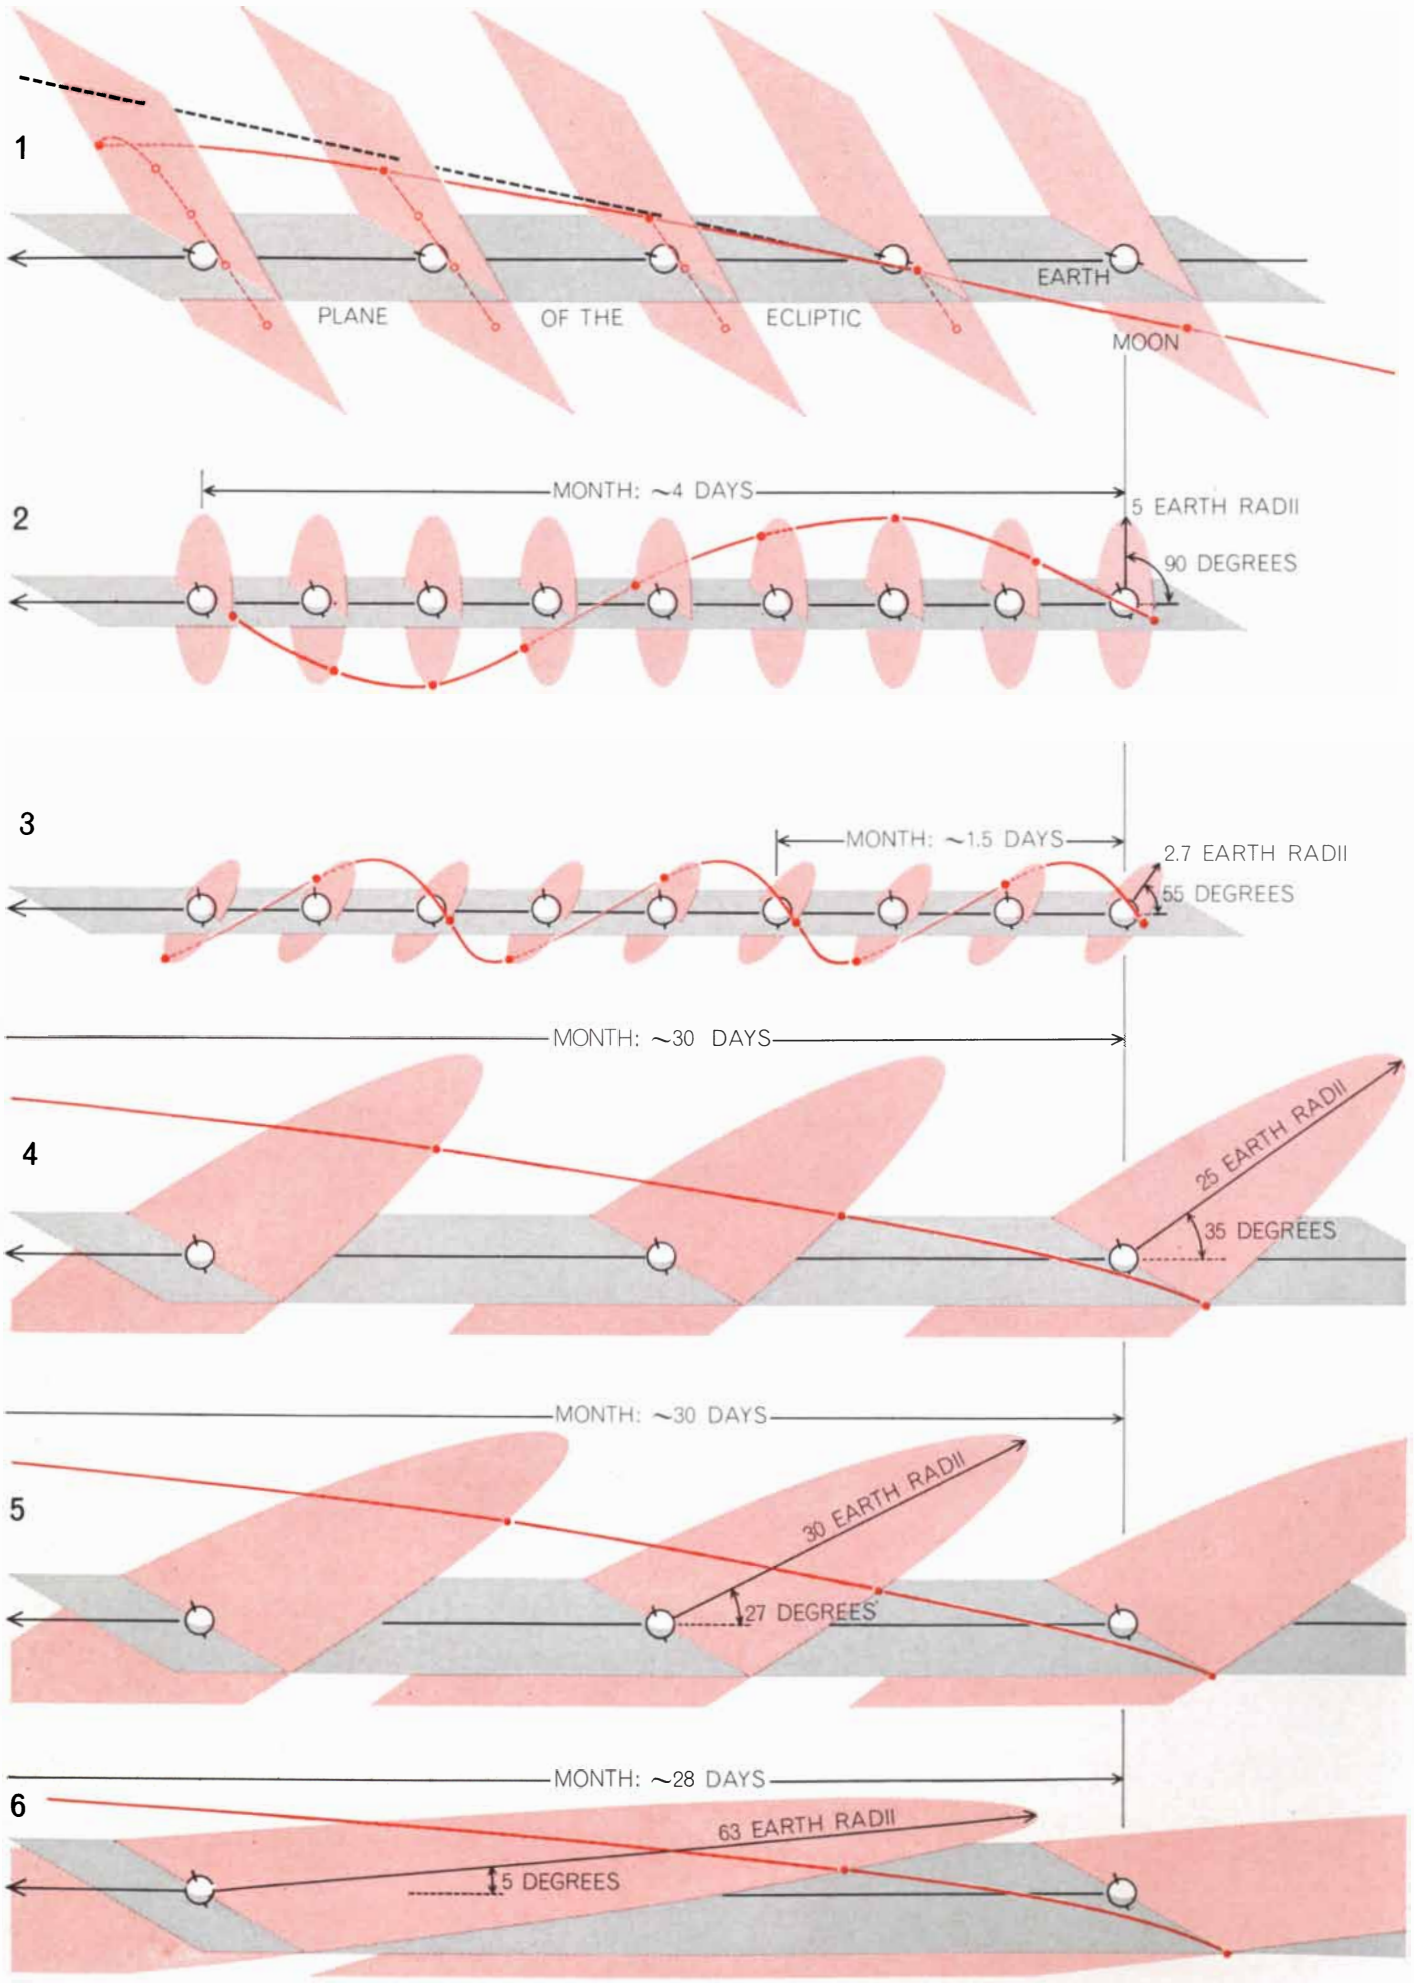 1
EARTH
PLANE OF THE ECLIPTIC
MOON
MONTH: ~4 DAYS
2
5 EARTH RADII
90 DEGREES
3
MONTH: ~1.5 DAYS
2.7 EARTH RADII
55 DEGREES
MONTH: ~30 DAYS
4
25 EARTH RADII
35 DEGREES
MONTH: ~30 DAYS
5
30 EARTH RADII
27 DEGREES
MONTH: ~28 DAYS
6
63 EARTH RADII
5 DEGREES